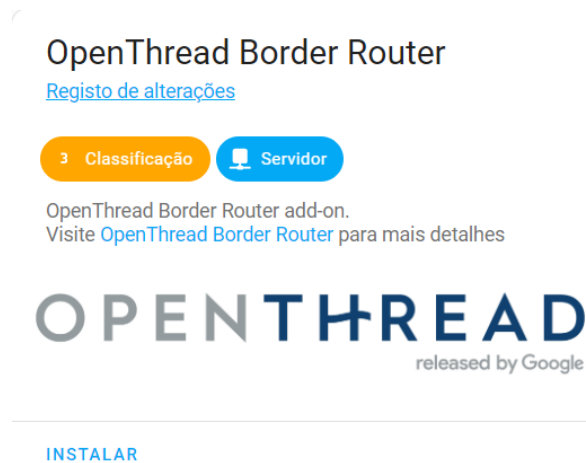 OpenThread Border Router
Registo de alterações
3 Classificação
Servidor
OpenThread Border Router add-on.
Visite OpenThread Border Router para mais detalhes
OPENTHREAD
released by Google
INSTALAR